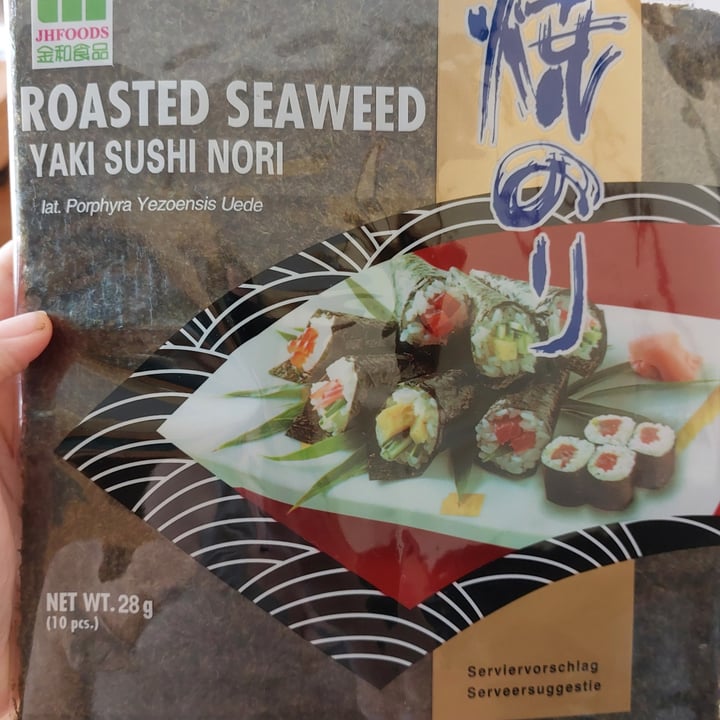 JHFOODS
金和食品
ROASTED SEAWEED
YAKI SUSHI NORI
lat. Porphyra Yezoensis Uede
焼のり
NET WT. 28 g
(10 pcs.)
Serviervorschlag
Serveersuggestie